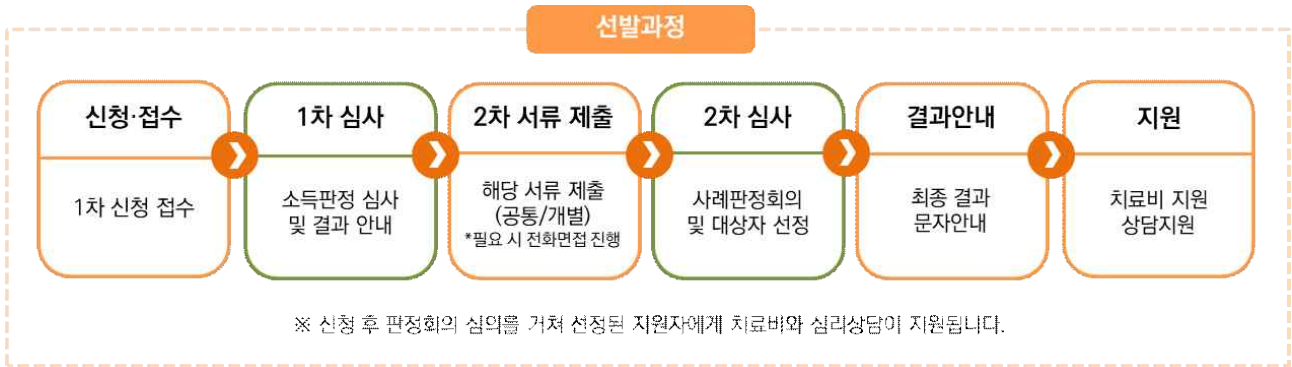 선발과정
신청·접수
1차 신청 접수
1차 심사
소득판정 심사
및 결과 안내
2차 서류 제출
해당 서류 제출
(공통/개별)
*필요 시 전화면접 진행
2차 심사
사례판정회의
및 대상자 선정
결과안내
최종 결과
문자안내
지원
치료비 지원
상담지원
※ 신청 후 판정회의 심의를 거쳐 선정된 지원자에게 치료비와 심리상담이 지원됩니다.